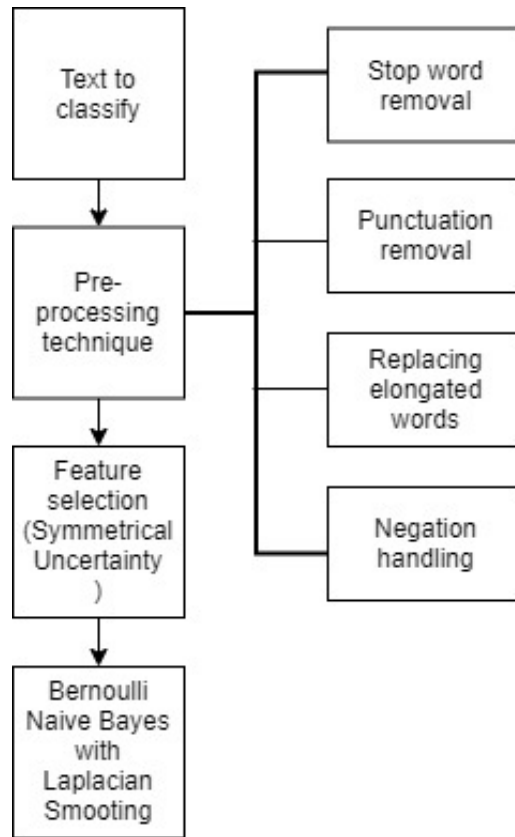 Text to
classify
Pre-
processing
technique
Feature
selection
(Symmetrical
Uncertainty
)
Bernoulli
Naive Bayes
with
Laplacian
Smooting
Stop word
removal
Punctuation
removal
Replacing
elongated
words
Negation
handling